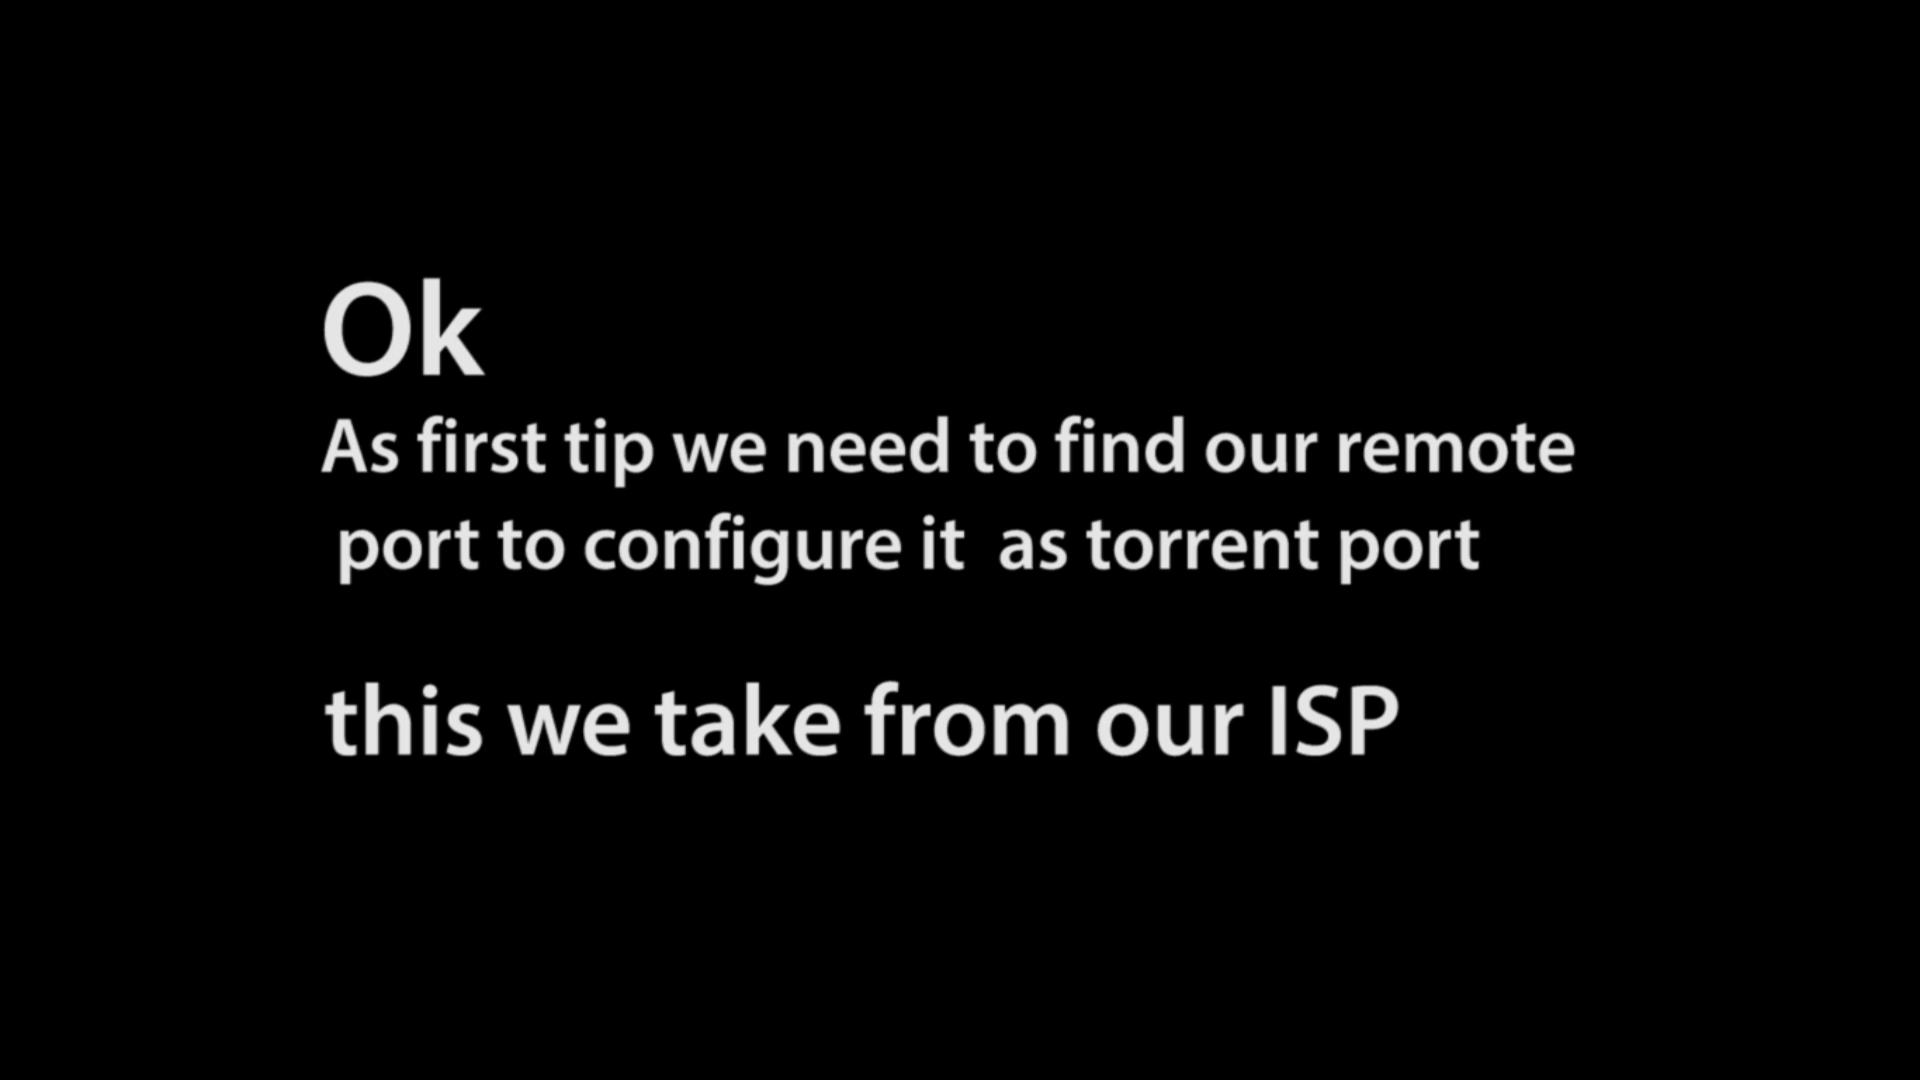 Ok
As first tip we need to find our remote
port to configure it  as torrent port
this we take from our ISP